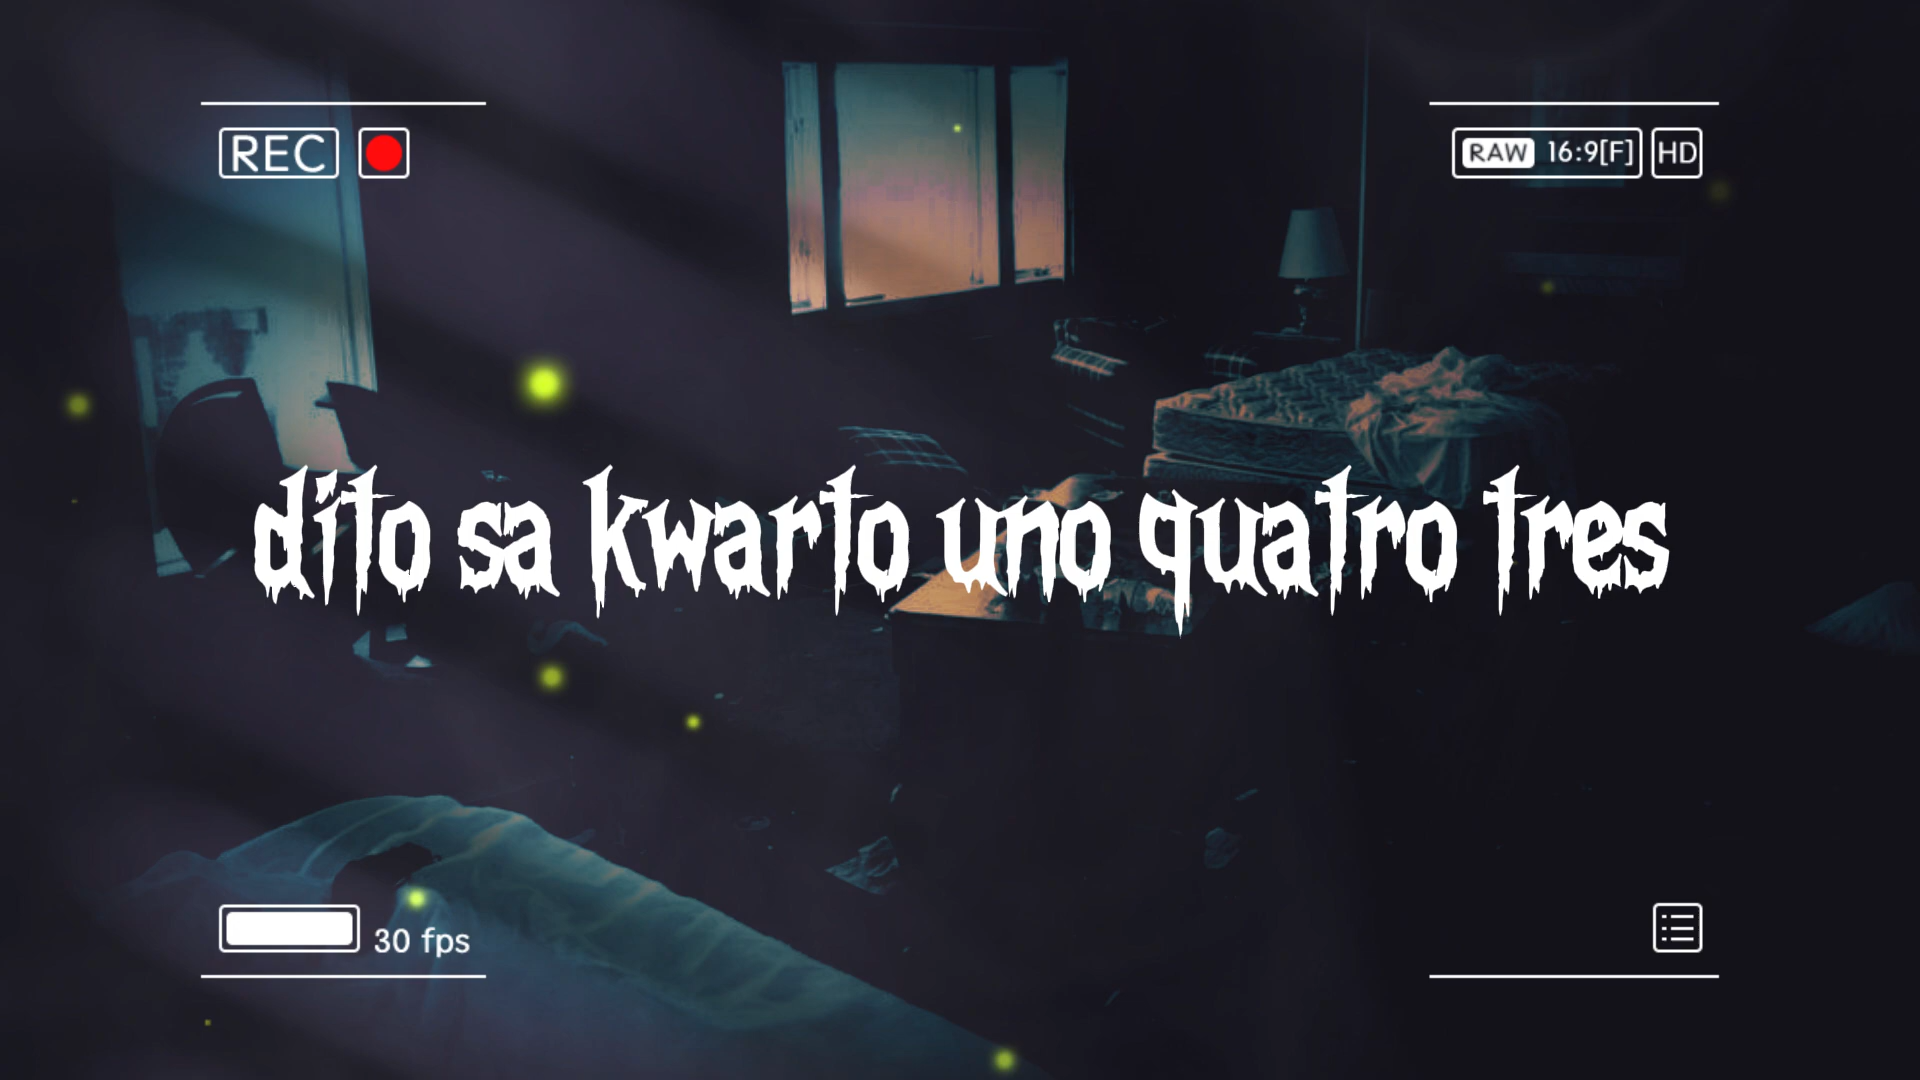 REC
RAW 16:9[F] HD
dito sa kwarto uno quatro tres
30 fps